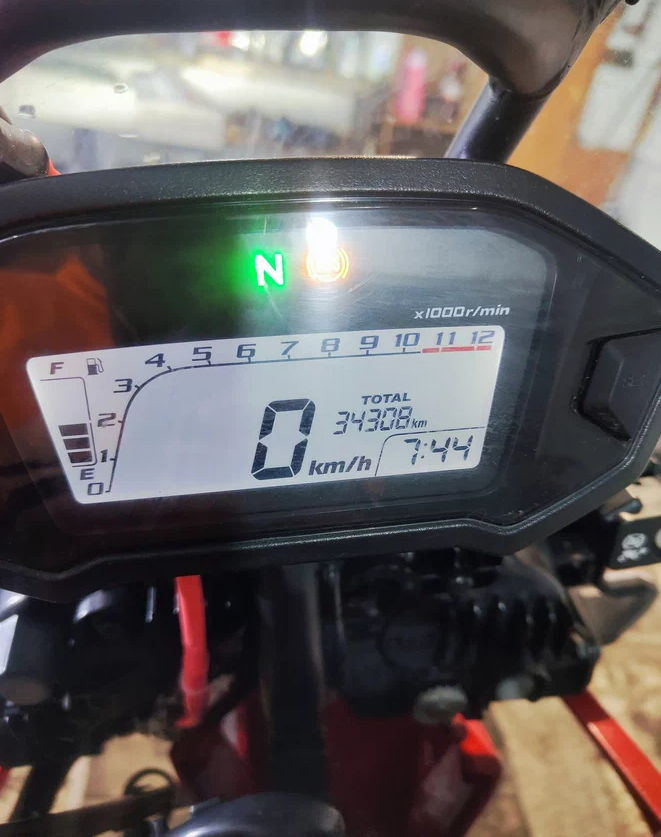 N
x1000r/min
F 4 5 6 7 8 9 10 11 12
3
TOTAL
2 34308km
0 km/h
1 7:44
E
0